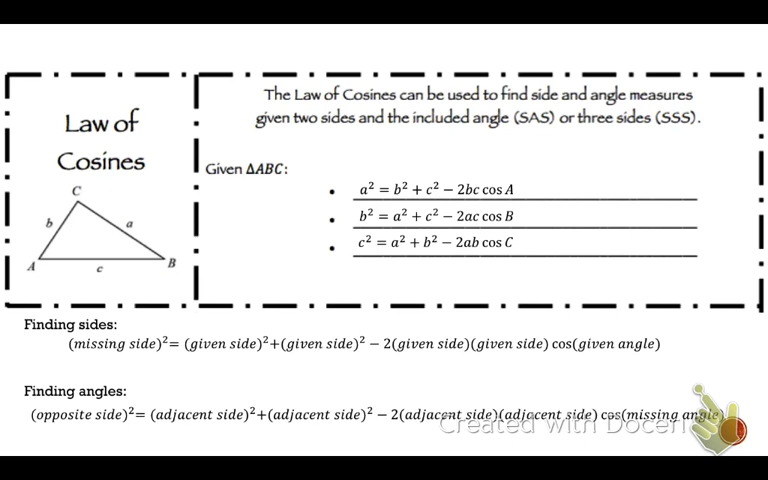 Law of
Cosines
C
b
a
A
c
B
The Law of Cosines can be used to find side and angle measures
given two sides and the included angle (SAS) or three sides (SSS).
Given ΔABC:
• a² = b² + c² − 2bc cos A
• b² = a² + c² − 2ac cos B
• c² = a² + b² − 2ab cos C
Finding sides:
(missing side)²= (given side)²+(given side)² − 2(given side)(given side) cos(given angle)
Finding angles:
(opposite side)²= (adjacent side)²+(adjacent side)² − 2(adjacent side)(adjacent side) cos(missing angle)
Created with Doceri